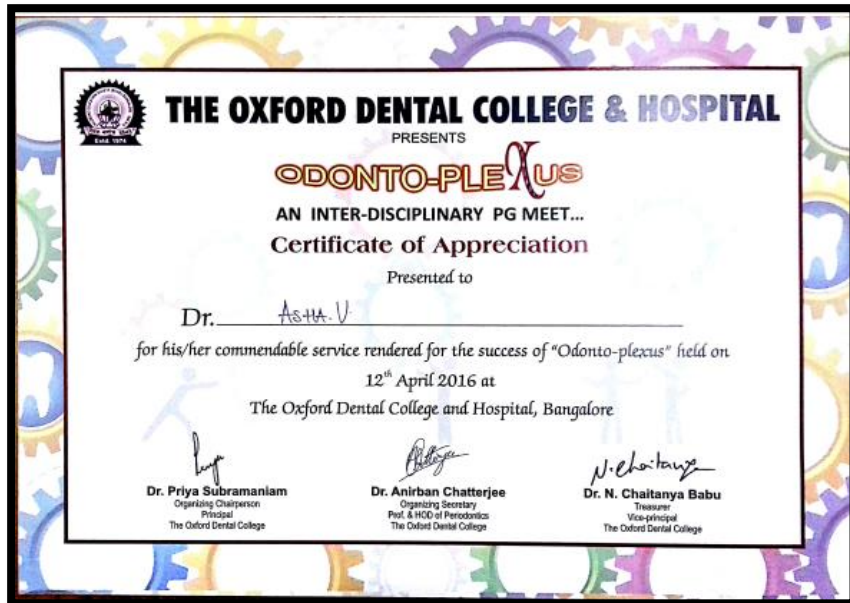 THE OXFORD DENTAL COLLEGE & HOSPITAL
PRESENTS
ODONTO-PLEXUS
AN INTER-DISCIPLINARY PG MEET...
Certificate of Appreciation
Presented to
Dr. ASHA. V.
for his/her commendable service rendered for the success of "Odonto-plexus" held on
12th April 2016 at
The Oxford Dental College and Hospital, Bangalore
N. Chaitanya
Dr. Priya Subramaniam
Organizing Chairperson
Principal
The Oxford Dental College
Dr. Anirban Chatterjee
Organizing Secretary
Prof. & HOD of Periodontics
The Oxford Dental College
Dr. N. Chaitanya Babu
Treasurer
Vice-principal
The Oxford Dental College
Estd. 1974